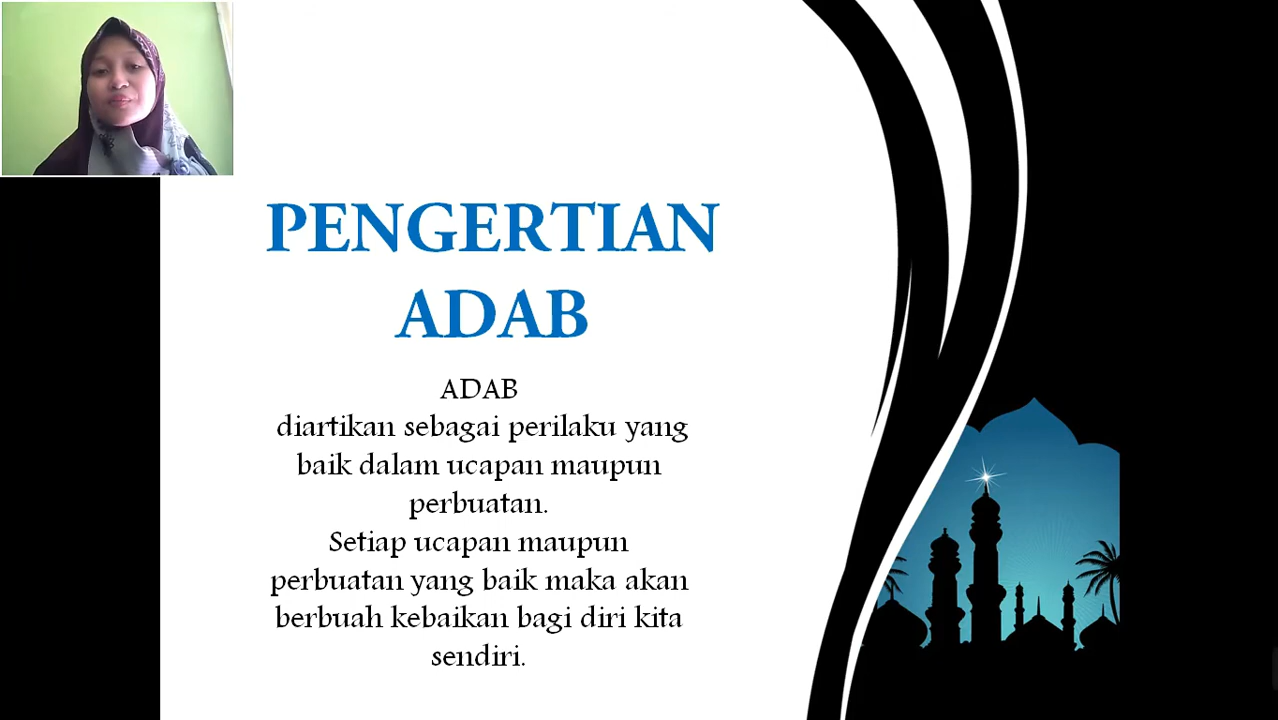 PENGERTIAN
ADAB
ADAB
diartikan sebagai perilaku yang
baik dalam ucapan maupun
perbuatan.
Setiap ucapan maupun
perbuatan yang baik maka akan
berbuah kebaikan bagi diri kita
sendiri.